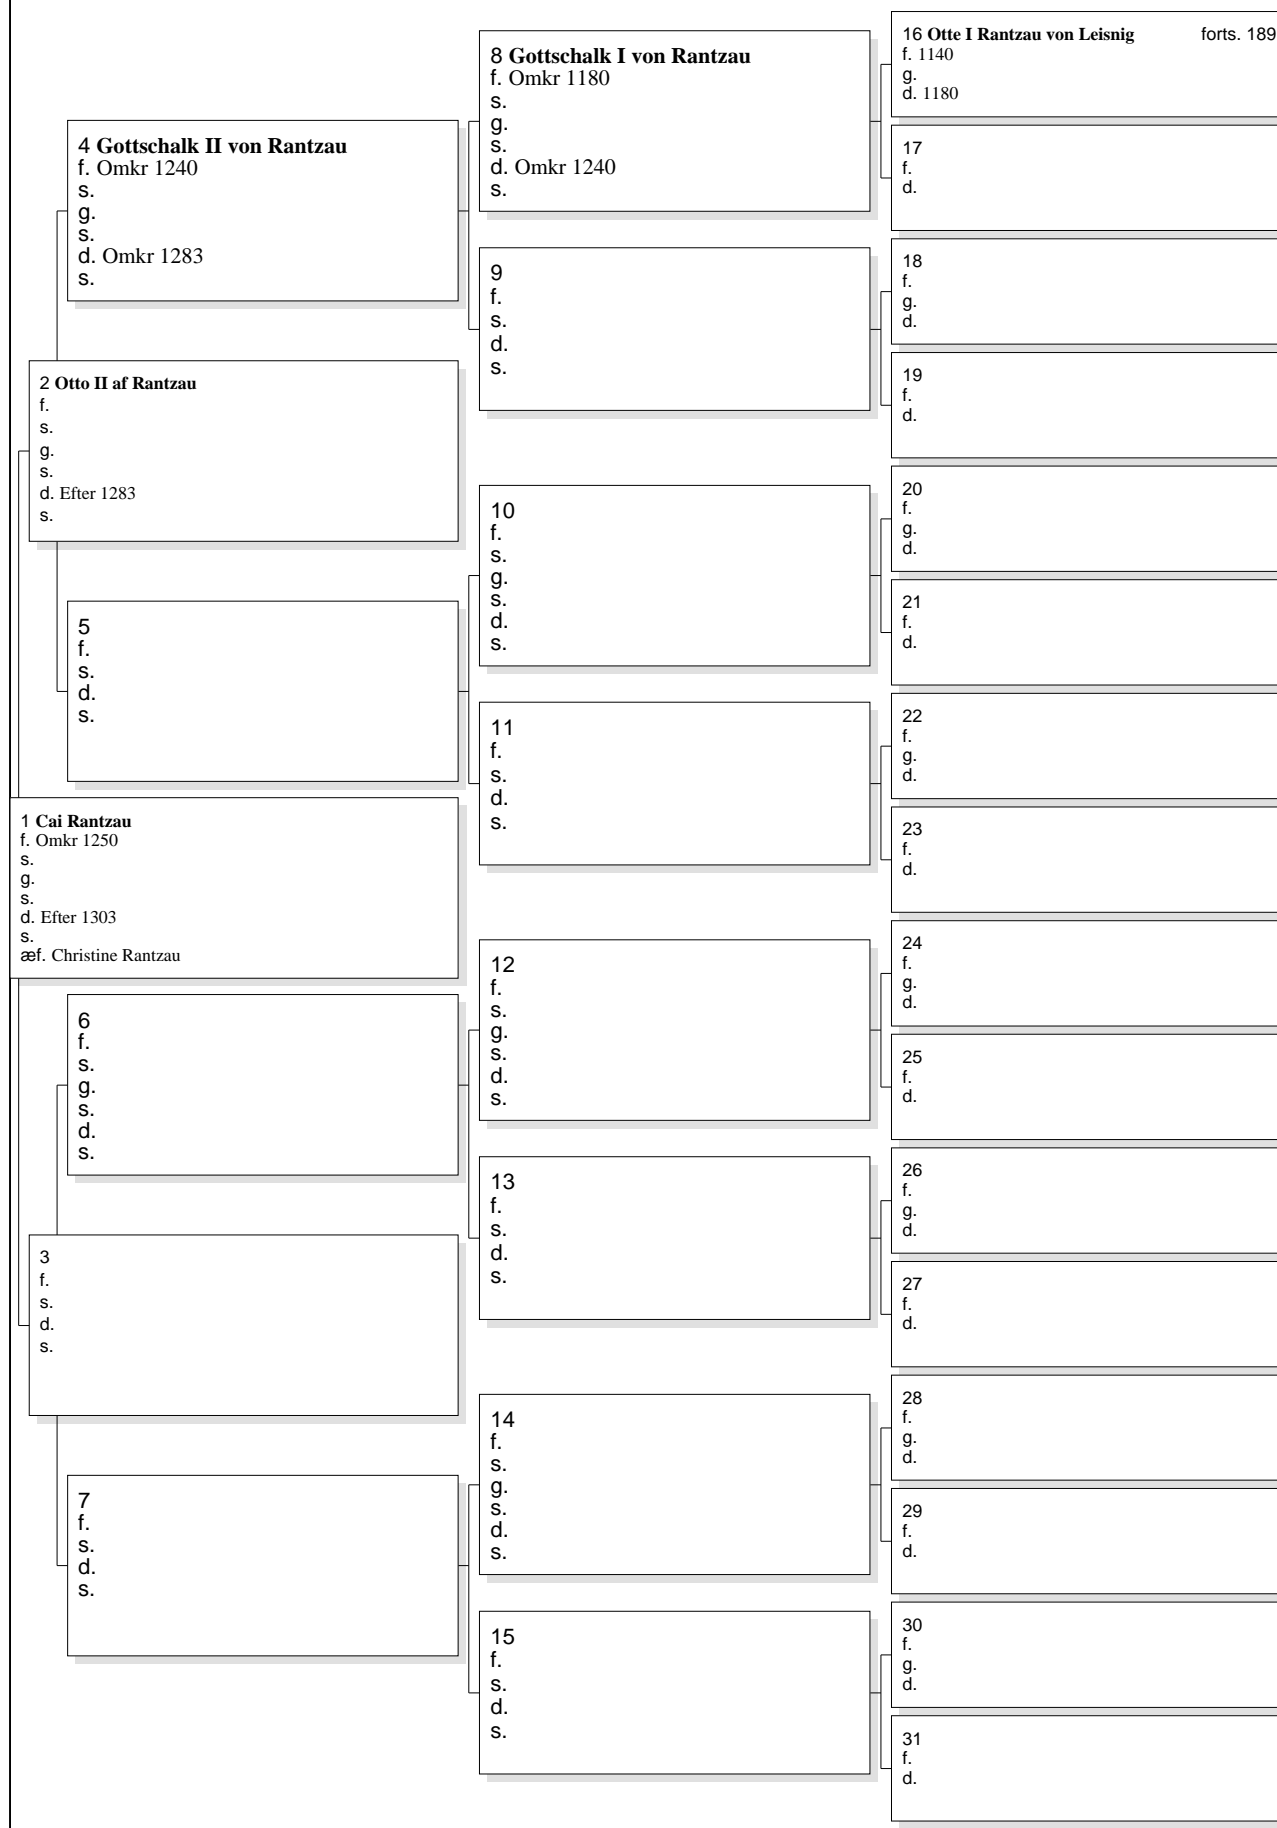 16 Otte I Rantzau von Leisnig forts. 189
f. 1140
g.
d. 1180
8 Gottschalk I von Rantzau
f. Omkr 1180
s.
g.
s.
d. Omkr 1240
s.
4 Gottschalk II von Rantzau
f. Omkr 1240
s.
g.
s.
d. Omkr 1283
s.
17
f.
d.
18
f.
g.
d.
9
f.
s.
d.
s.
19
f.
d.
2 Otto II af Rantzau
f.
s.
g.
s.
d. Efter 1283
s.
20
f.
g.
d.
10
f.
s.
g.
s.
d.
s.
21
f.
d.
5
f.
s.
d.
s.
22
f.
g.
d.
11
f.
s.
d.
s.
23
f.
d.
1 Cai Rantzau
f. Omkr 1250
s.
g.
s.
d. Efter 1303
s.
æf. Christine Rantzau
24
f.
g.
d.
12
f.
s.
g.
s.
d.
s.
25
f.
d.
6
f.
s.
g.
s.
d.
s.
26
f.
g.
d.
13
f.
s.
d.
s.
27
f.
d.
3
f.
s.
d.
s.
28
f.
g.
d.
14
f.
s.
g.
s.
d.
s.
29
f.
d.
7
f.
s.
d.
s.
30
f.
g.
d.
15
f.
s.
d.
s.
31
f.
d.